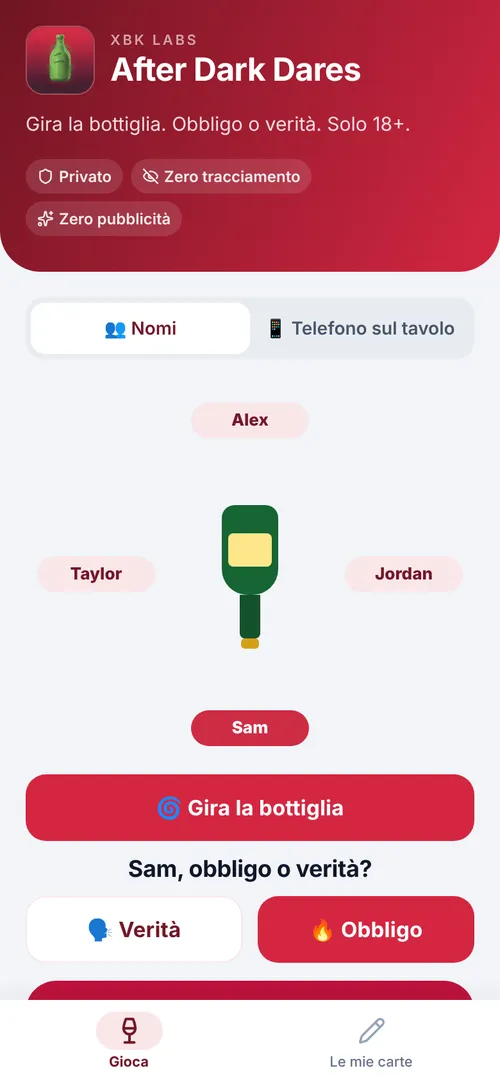 XBK LABS
After Dark Dares
Gira la bottiglia. Obbligo o verità. Solo 18+.
Privato
Zero tracciamento
Zero pubblicità
Nomi
Telefono sul tavolo
Alex
Taylor
Jordan
Sam
Gira la bottiglia
Sam, obbligo o verità?
Verità
Obbligo
Gioca
Le mie carte